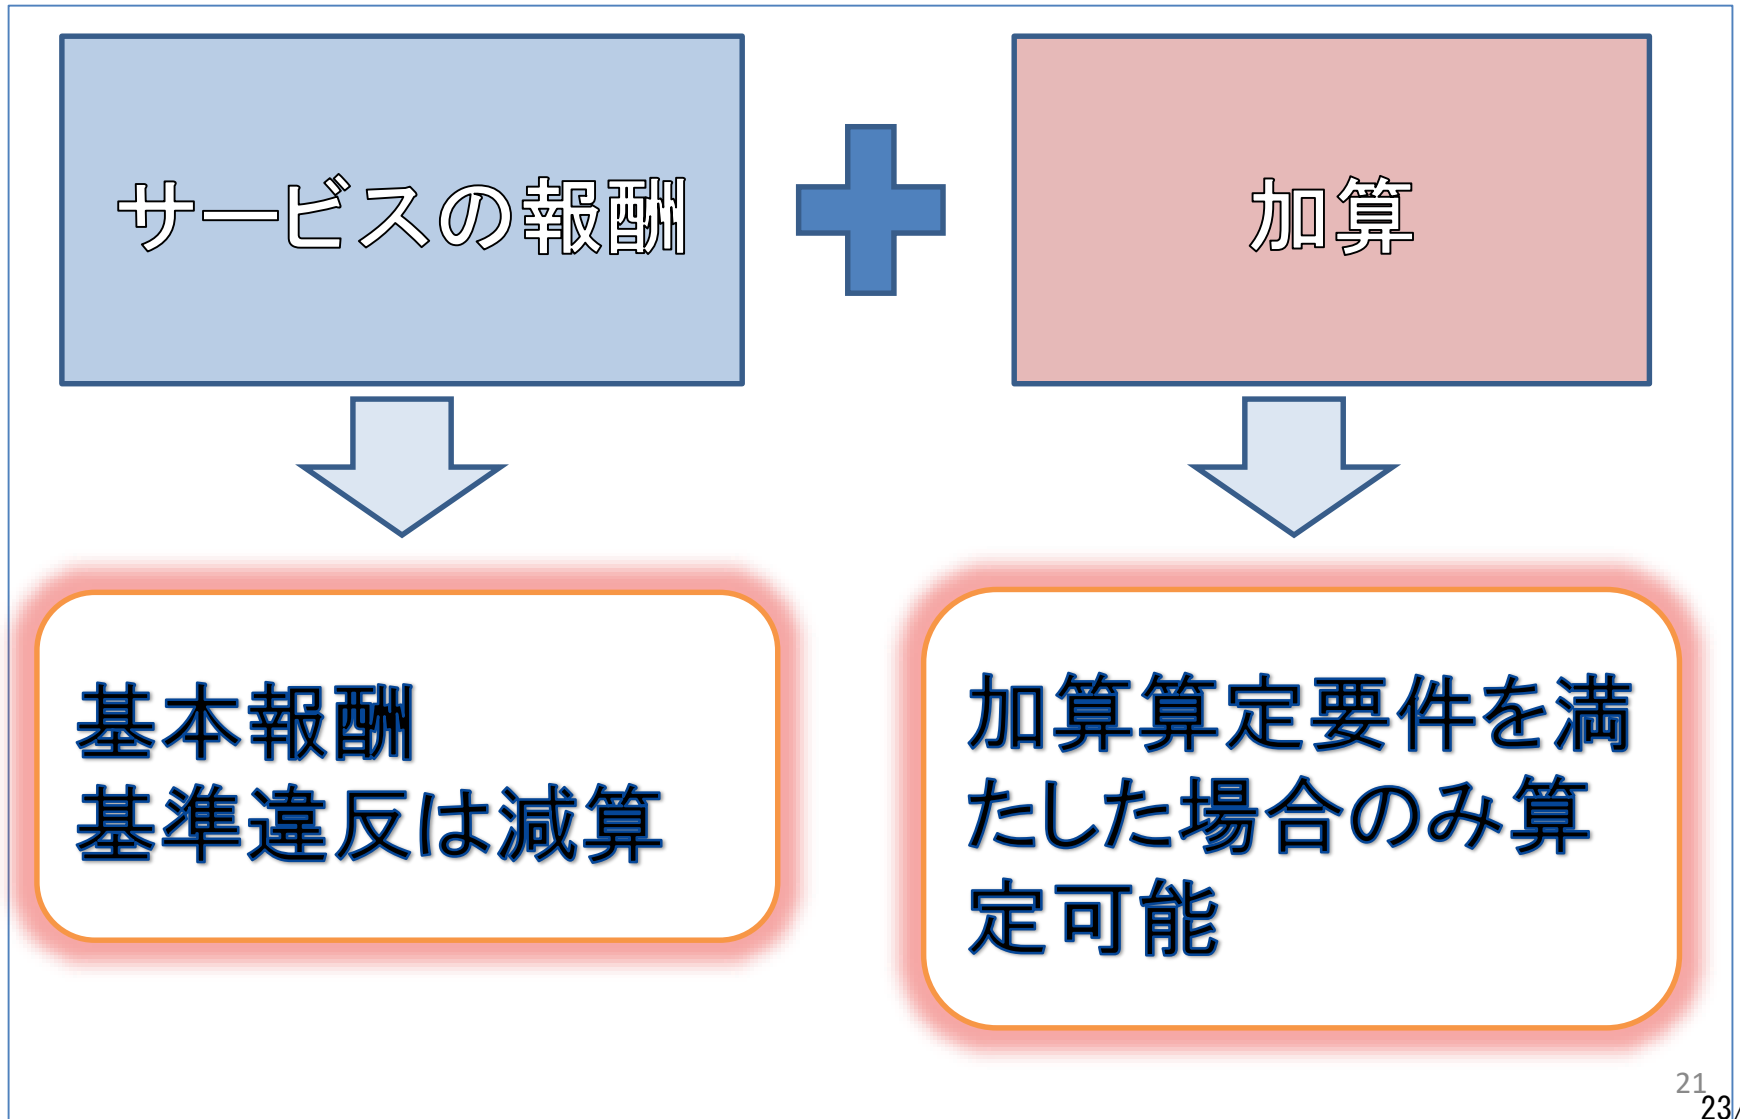 サービスの報酬
加算
基本報酬
基準違反は減算
加算算定要件を満
たした場合のみ算
定可能
21
23/